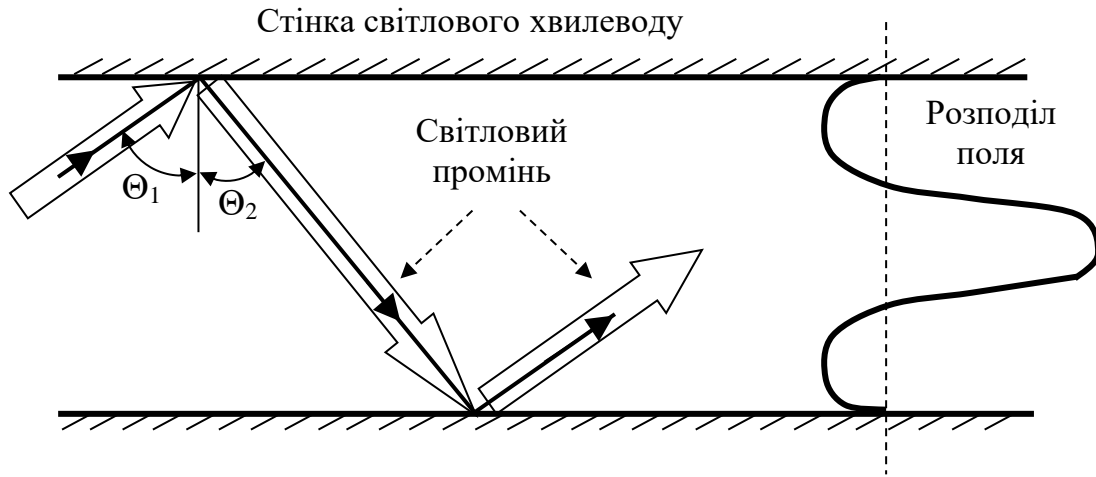 Стінка світлового хвилеводу
Світловий
промінь
Розподіл
поля
Θ1
Θ2